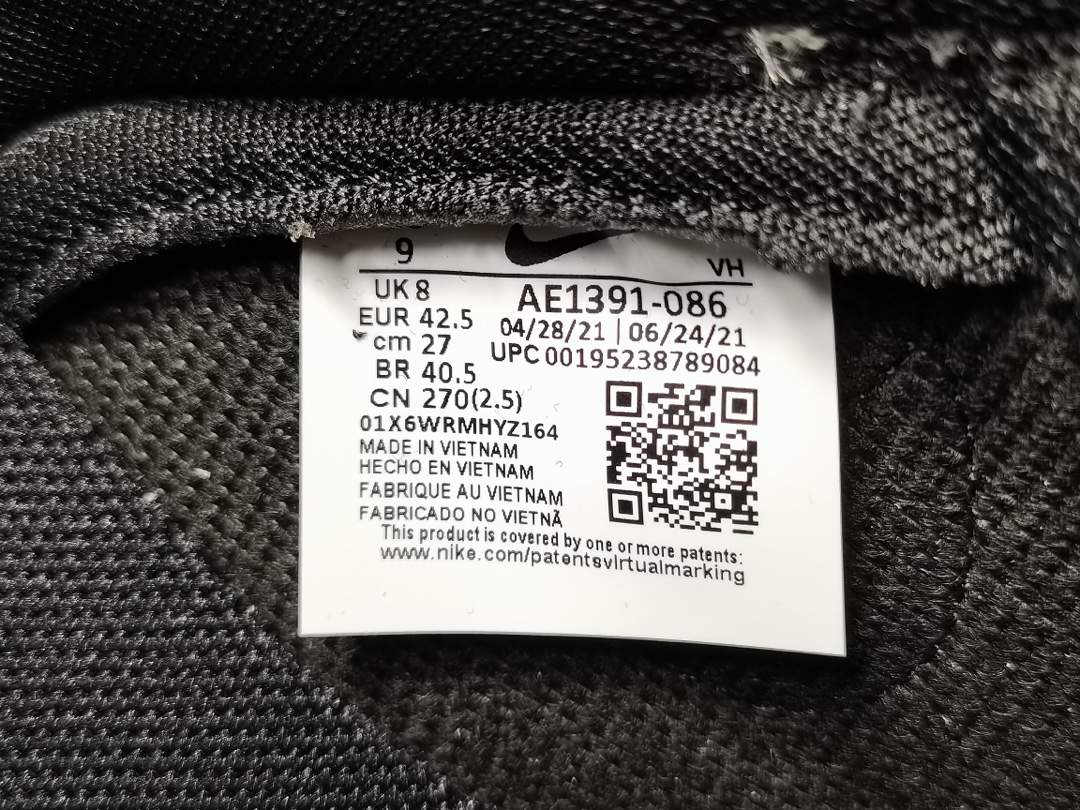 9 VH
UK 8
AE1391-086
EUR 42.5
04/28/21 | 06/24/21
cm 27
UPC 00195238789084
BR 40.5
CN 270(2.5)
01X6WRMHYZ164
MADE IN VIETNAM
HECHO EN VIETNAM
FABRIQUE AU VIETNAM
FABRICADO NO VIETNÃ
This product is covered by one or more patents:
www.nike.com/patentsvirtualmarking